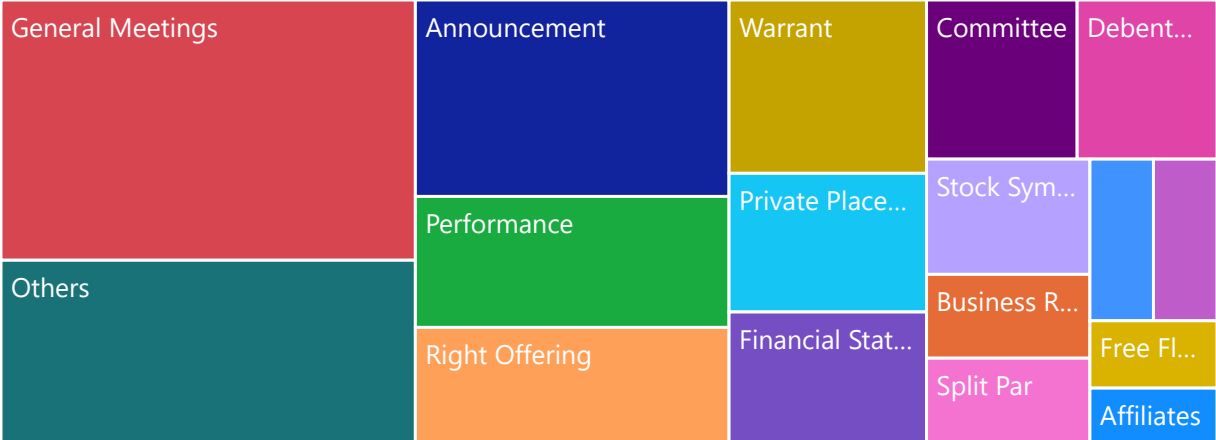 General Meetings
Others
Announcement
Performance
Right Offering
Warrant
Private Place...
Financial Stat...
Committee
Debent...
Stock Sym...
Business R...
Split Par
Free Fl...
Affiliates